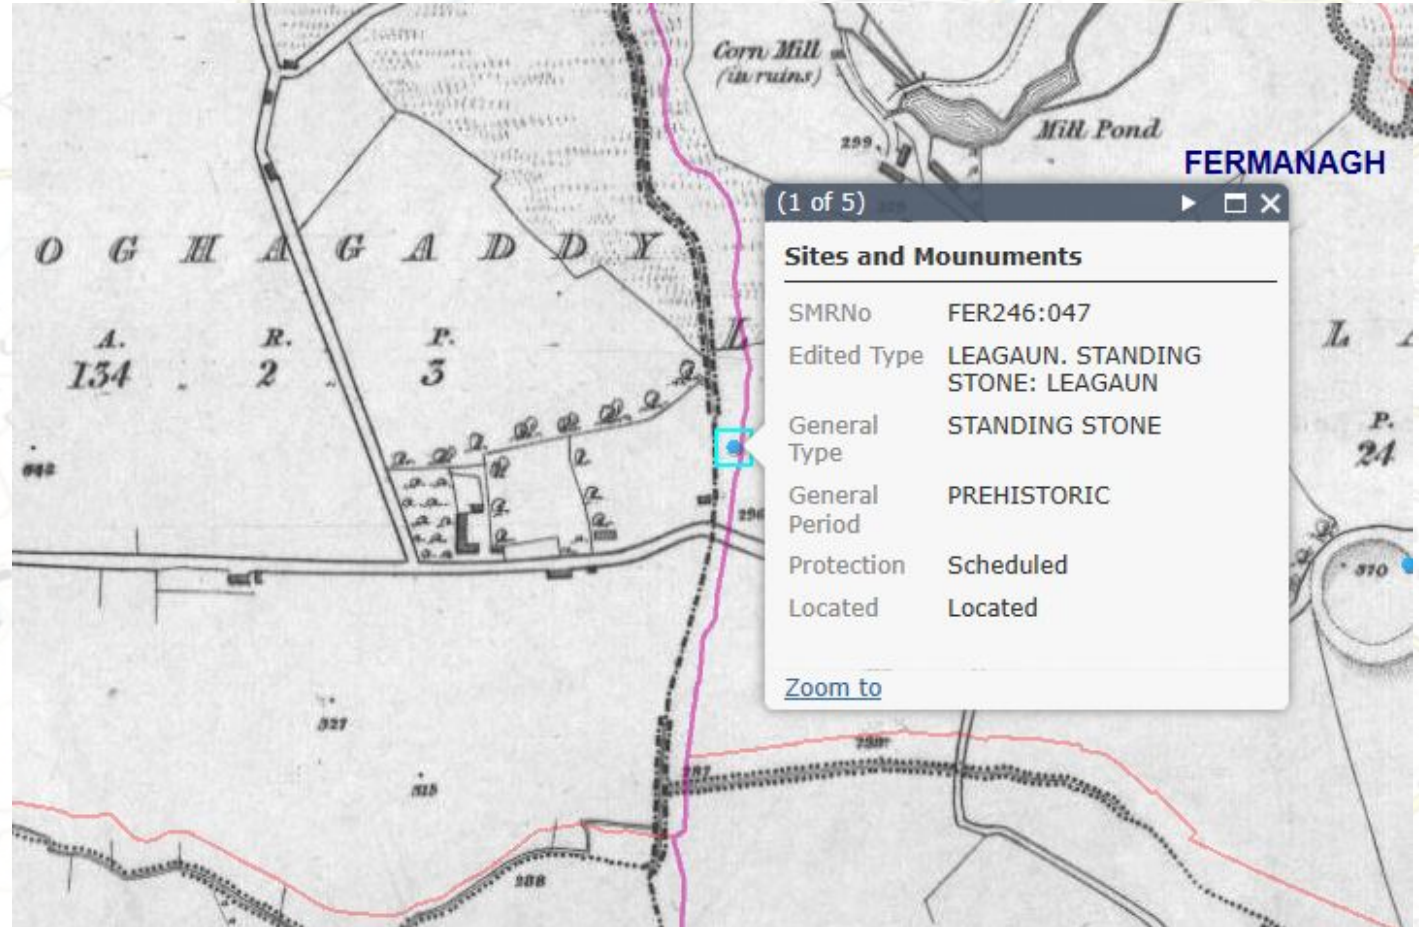 Corn Mill
(in ruins)
299
Mill Pond
FERMANAGH
(1 of 5)
Sites and Mounuments
SMRNo FER246:047
Edited Type LEAGAUN. STANDING
STONE: LEAGAUN
General
Type STANDING STONE
General
Period PREHISTORIC
Protection Scheduled
Located Located
Zoom to
O G H A G A D D Y
L
L A
A. R. P.
134 2 3
P.
24
296
310
327
315
287
288